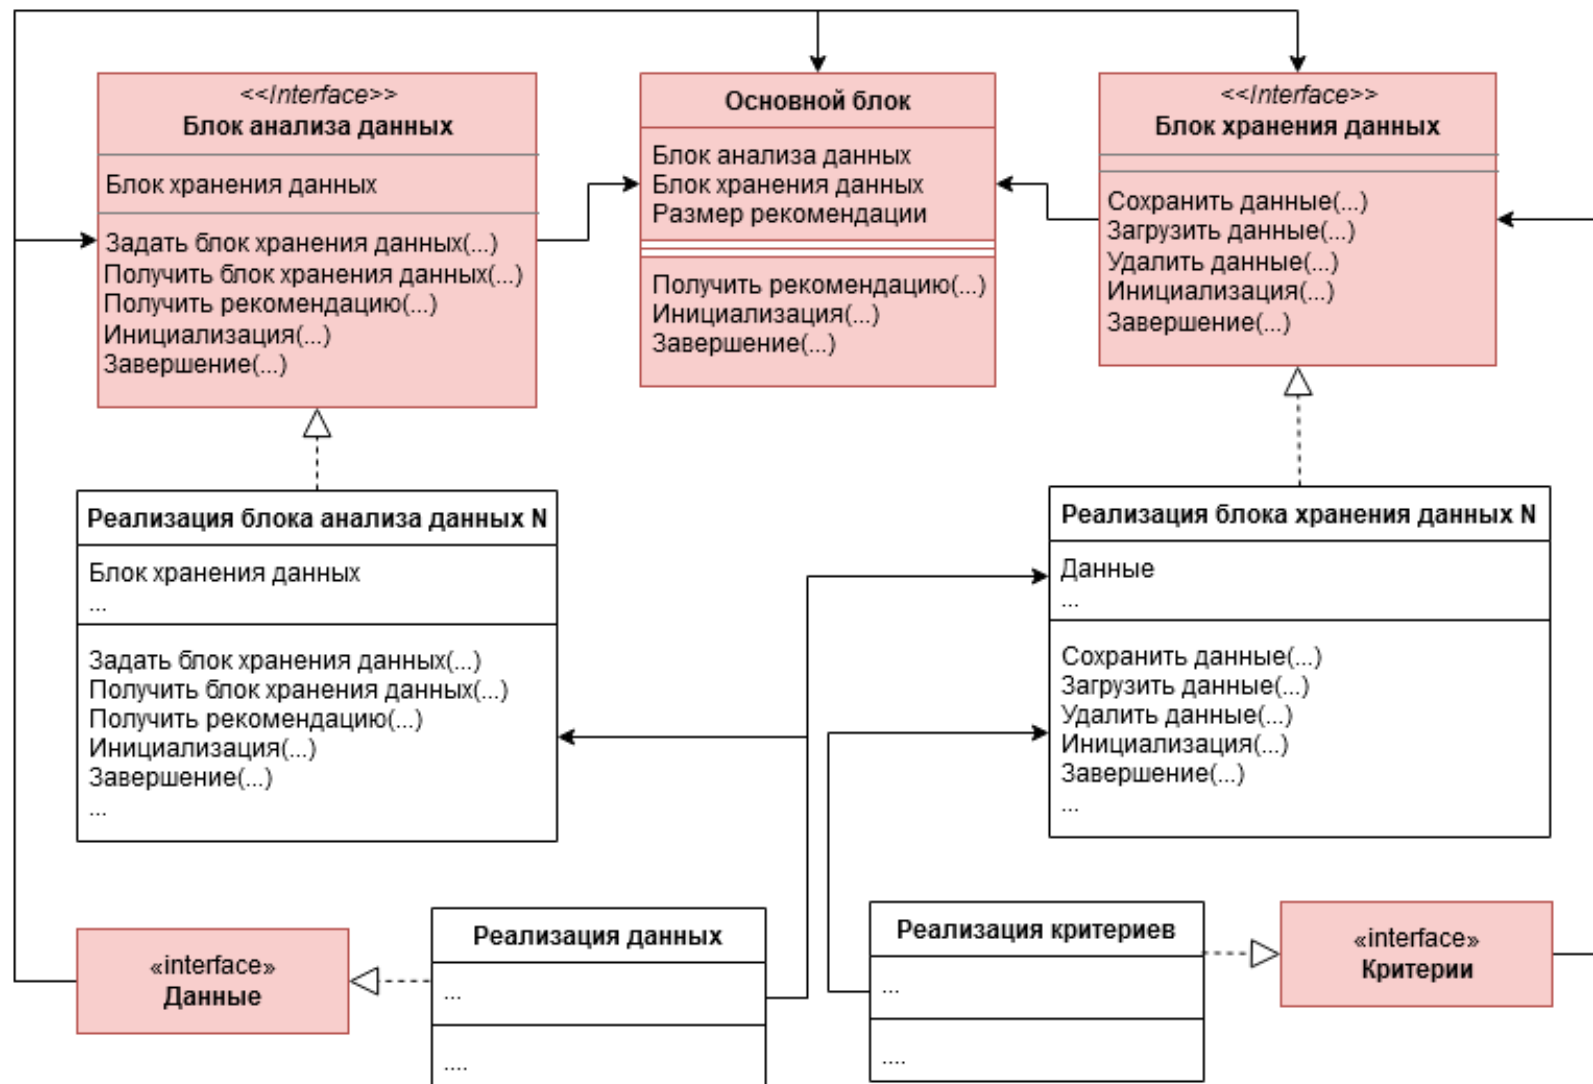 <<Interface>>
Блок анализа данных
Блок хранения данных
Задать блок хранения данных(...)
Получить блок хранения данных(...)
Получить рекомендацию(...)
Инициализация(...)
Завершение(...)
Основной блок
Блок анализа данных
Блок хранения данных
Размер рекомендации
Получить рекомендацию(...)
Инициализация(...)
Завершение(...)
<<Interface>>
Блок хранения данных
Сохранить данные(...)
Загрузить данные(...)
Удалить данные(...)
Инициализация(...)
Завершение(...)
Реализация блока анализа данных N
Блок хранения данных
...
Задать блок хранения данных(...)
Получить блок хранения данных(...)
Получить рекомендацию(...)
Инициализация(...)
Завершение(...)
...
Реализация блока хранения данных N
Данные
...
Сохранить данные(...)
Загрузить данные(...)
Удалить данные(...)
Инициализация(...)
Завершение(...)
...
«interface»
Данные
Реализация данных
...
....
Реализация критериев
...
....
«interface»
Критерии